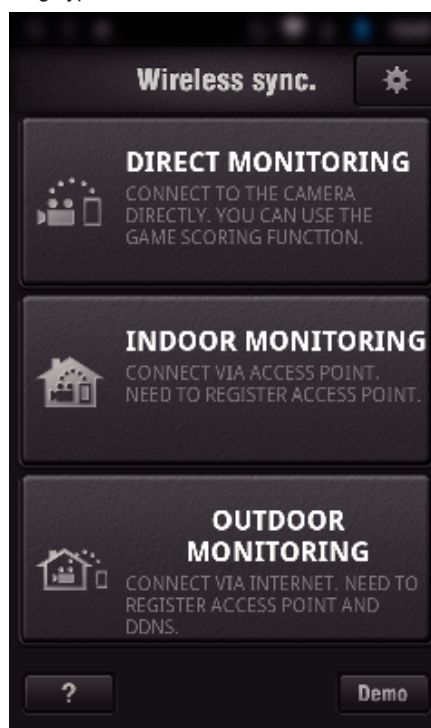 Wireless sync.
DIRECT MONITORING
CONNECT TO THE CAMERA
DIRECTLY. YOU CAN USE THE
GAME SCORING FUNCTION.
INDOOR MONITORING
CONNECT VIA ACCESS POINT.
NEED TO REGISTER ACCESS POINT.
OUTDOOR
MONITORING
CONNECT VIA INTERNET. NEED TO
REGISTER ACCESS POINT AND
DDNS.
?
Demo